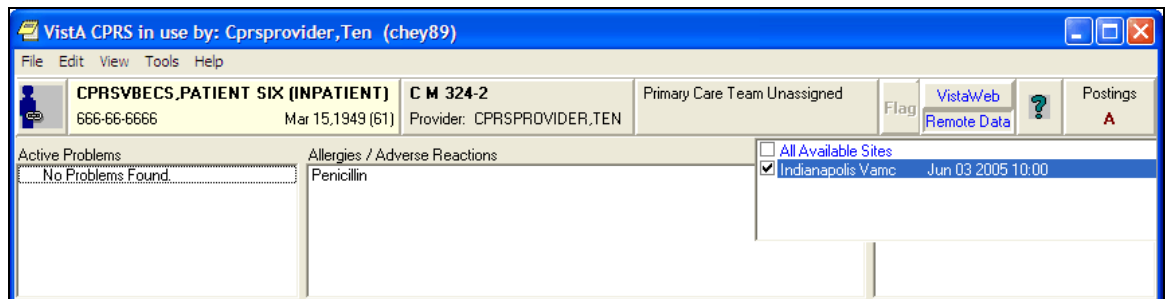 VistA CPRS in use by: Cprsprovider,Ten (chey89)
File Edit View Tools Help
CPRSVBECS,PATIENT SIX (INPATIENT)
666-66-6666 Mar 15,1949 (61)
C M 324-2
Provider: CPRSPROVIDER,TEN
Primary Care Team Unassigned
Flag
VistaWeb
Remote Data
?
Postings
A
Active Problems
No Problems Found.
Allergies / Adverse Reactions
Penicillin
All Available Sites
Indianapolis Vamc Jun 03 2005 10:00